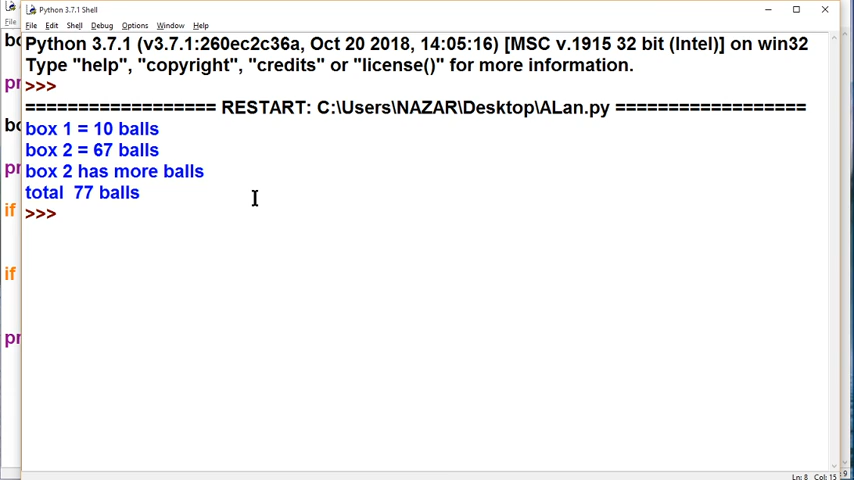 Python 3.7.1 Shell
File Edit Shell Debug Options Window Help
Python 3.7.1 (v3.7.1:260ec2c36a, Oct 20 2018, 14:05:16) [MSC v.1915 32 bit (Intel)] on win32
Type "help", "copyright", "credits" or "license()" for more information.
>>>
================== RESTART: C:\Users\NAZAR\Desktop\ALan.py ==================
box 1 = 10 balls
box 2 = 67 balls
box 2 has more balls
total  77 balls
>>>
if
if
Ln: 8 Col: 15